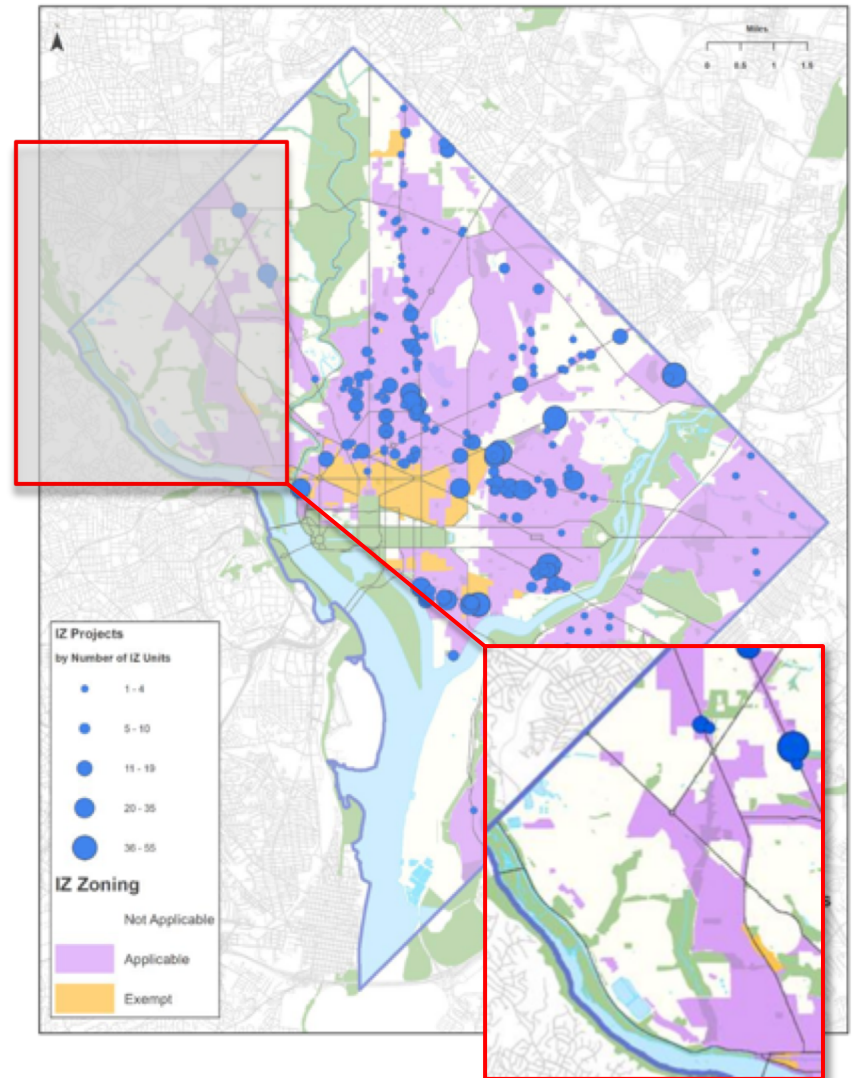 Miles
0 0.5 1 1.5
IZ Projects
by Number of IZ Units
1 - 4
5 - 10
11 - 19
20 - 35
36 - 55
IZ Zoning
Not Applicable
Applicable
Exempt
s